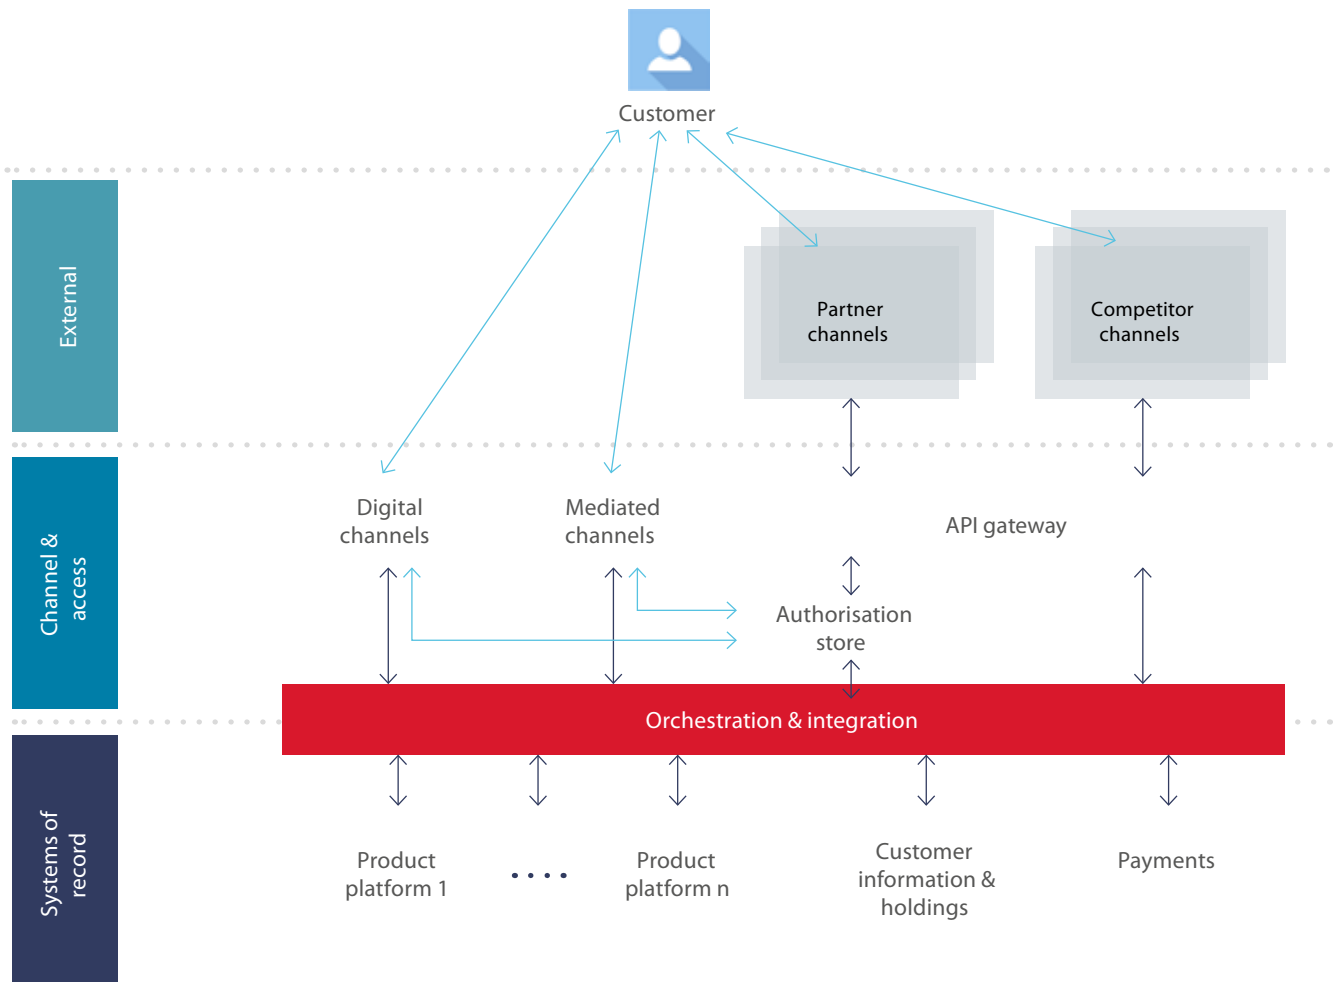 Customer
External
Partner
channels
Competitor
channels
Channel &
access
Digital
channels
Mediated
channels
API gateway
Authorisation
store
Orchestration & integration
Systems of
record
Product
platform 1
Product
platform n
Customer
information &
holdings
Payments